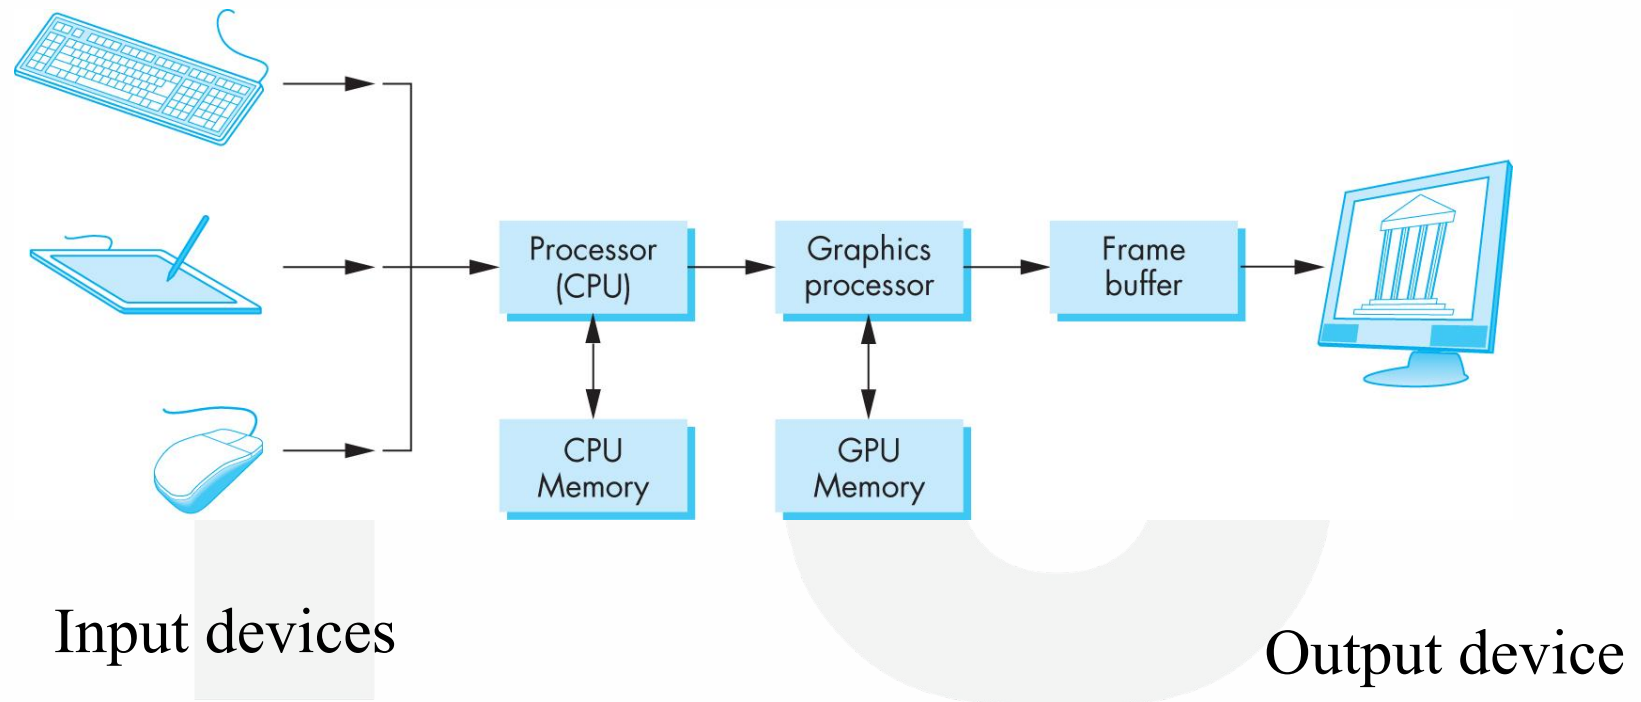 Processor
(CPU)
Graphics
processor
Frame
buffer
CPU
Memory
GPU
Memory
Input devices
Output device